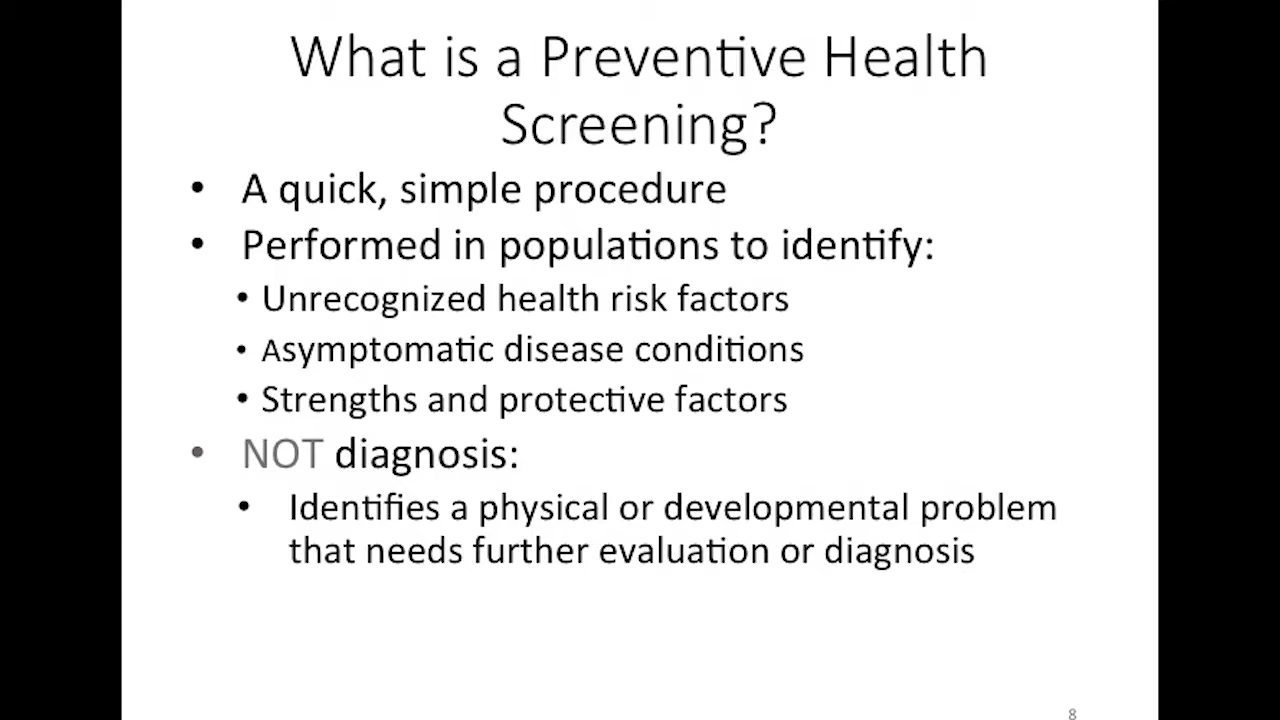 What is a Preventive Health
Screening?
• A quick, simple procedure
• Performed in populations to identify:
• Unrecognized health risk factors
• Asymptomatic disease conditions
• Strengths and protective factors
• NOT diagnosis:
• Identifies a physical or developmental problem
that needs further evaluation or diagnosis
8